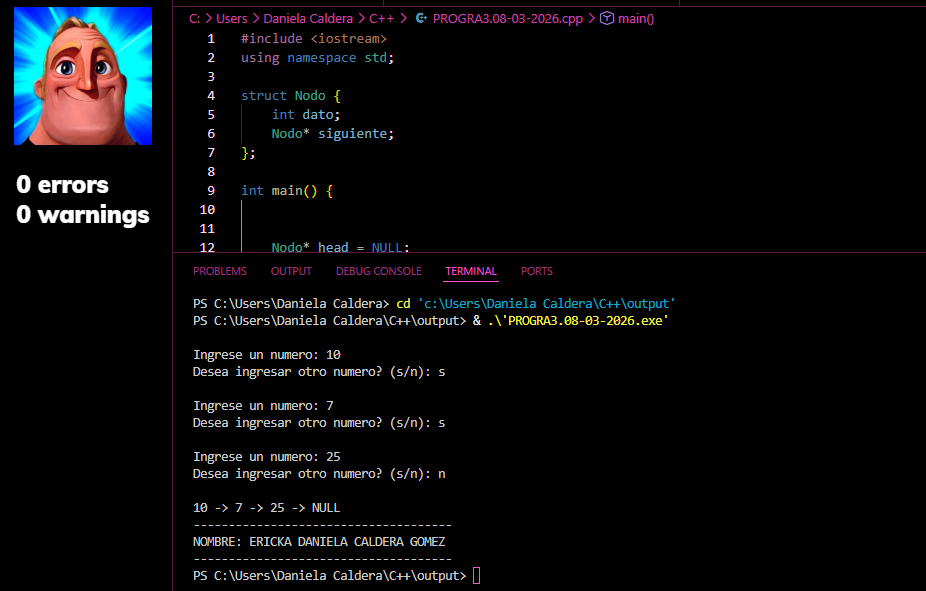 0 errors
0 warnings
C: > Users > Daniela Caldera > C++ > PROGRA3.08-03-2026.cpp > main()
1 #include <iostream>
2 using namespace std;
3
4 struct Nodo {
5 int dato;
6 Nodo* siguiente;
7 };
8
9 int main() {
10
11
12 Nodo* head = NULL;
PROBLEMS OUTPUT DEBUG CONSOLE TERMINAL PORTS
PS C:\Users\Daniela Caldera> cd 'c:\Users\Daniela Caldera\C++\output'
PS C:\Users\Daniela Caldera\C++\output> & .\'PROGRA3.08-03-2026.exe'
Ingrese un numero: 10
Desea ingresar otro numero? (s/n): s
Ingrese un numero: 7
Desea ingresar otro numero? (s/n): s
Ingrese un numero: 25
Desea ingresar otro numero? (s/n): n
10 -> 7 -> 25 -> NULL
-----------------------------------
NOMBRE: ERICKA DANIELA CALDERA GOMEZ
-----------------------------------
PS C:\Users\Daniela Caldera\C++\output>